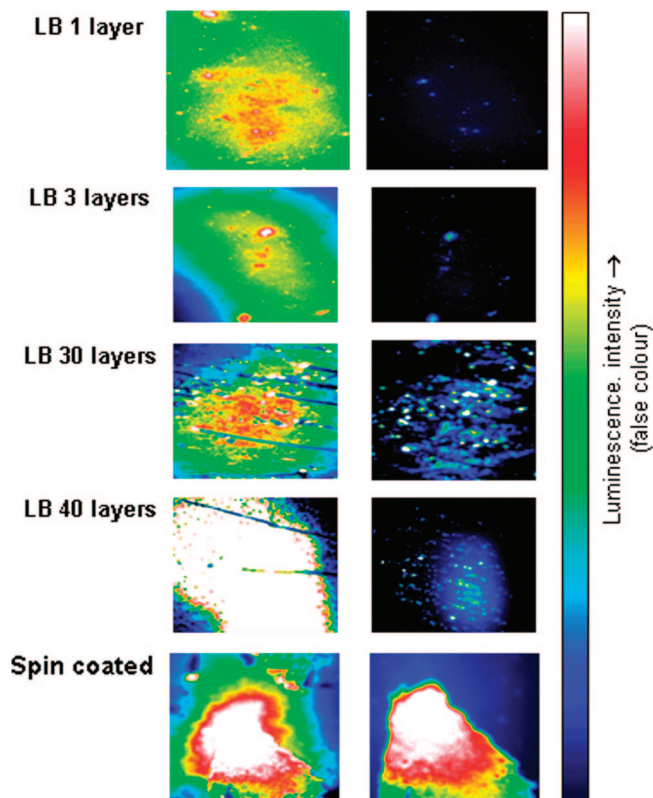 LB 1 layer
LB 3 layers
LB 30 layers
LB 40 layers
Spin coated
Luminescence. intensity →
(false colour)